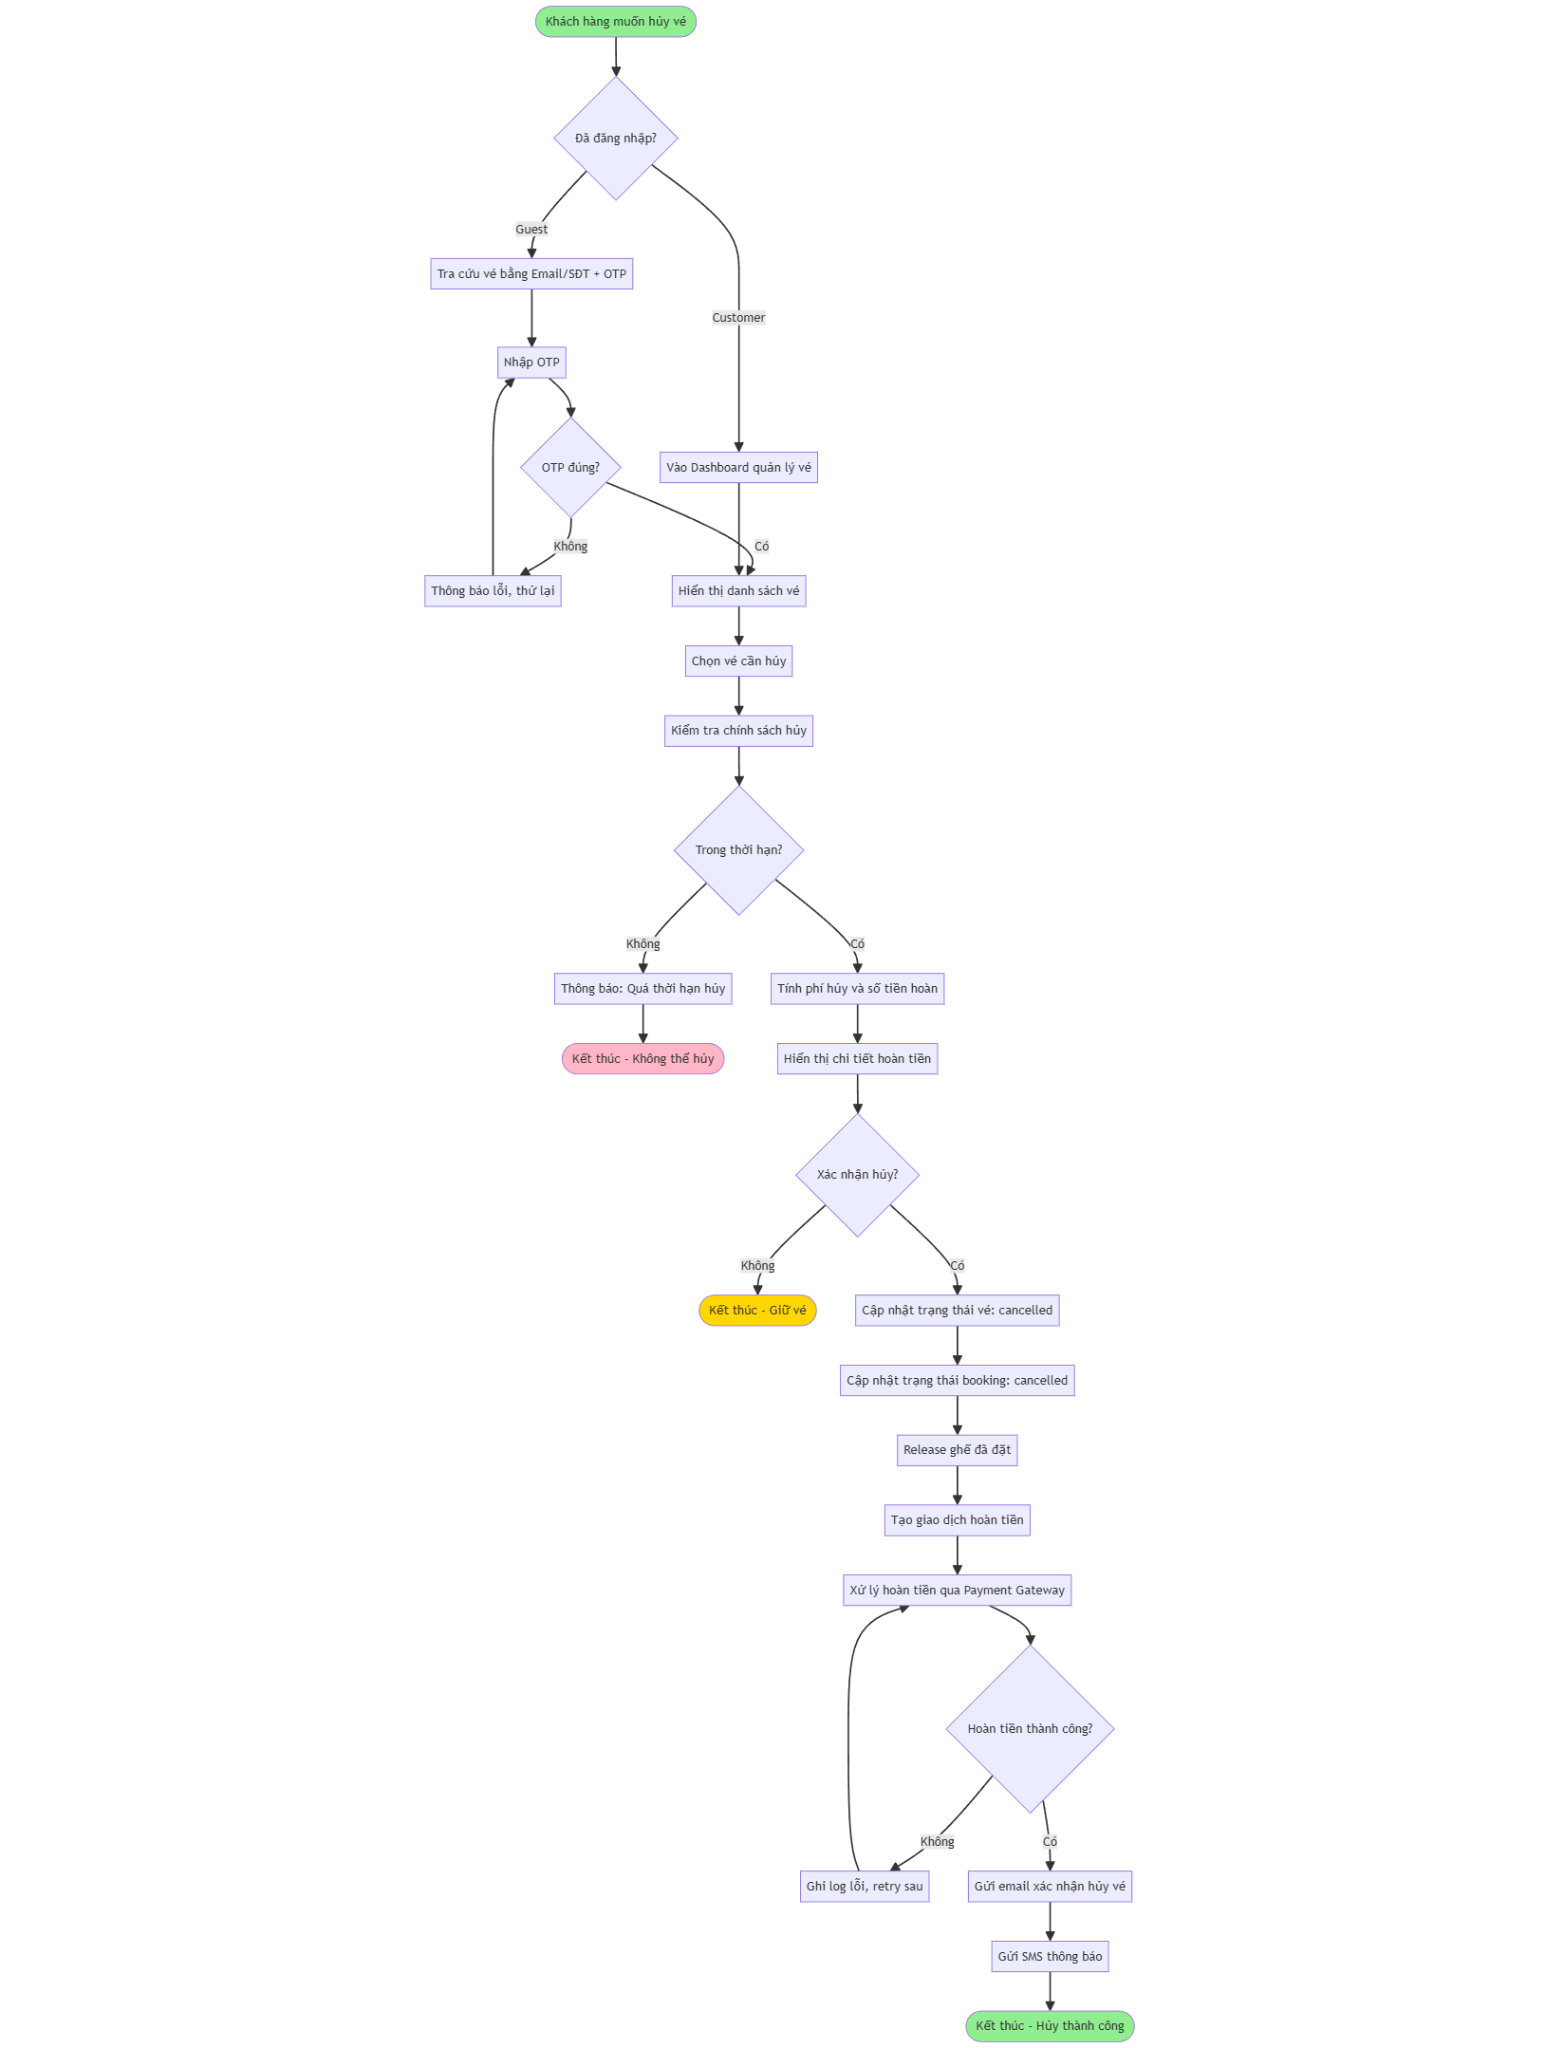 Khách hàng muốn hủy vé
Đã đăng nhập?
Guest
Tra cứu vé bằng Email/SĐT + OTP
Customer
Nhập OTP
OTP đúng?
Vào Dashboard quản lý vé
Không
Có
Thông báo lỗi, thử lại
Hiển thị danh sách vé
Chọn vé cần hủy
Kiểm tra chính sách hủy
Trong thời hạn?
Không
Có
Thông báo: Quá thời hạn hủy
Tính phí hủy và số tiền hoàn
Kết thúc - Không thể hủy
Hiển thị chi tiết hoàn tiền
Xác nhận hủy?
Không
Có
Kết thúc - Giữ vé
Cập nhật trạng thái vé: cancelled
Cập nhật trạng thái booking: cancelled
Release ghế đã đặt
Tạo giao dịch hoàn tiền
Xử lý hoàn tiền qua Payment Gateway
Hoàn tiền thành công?
Không
Có
Ghi log lỗi, retry sau
Gửi email xác nhận hủy vé
Gửi SMS thông báo
Kết thúc - Hủy thành công